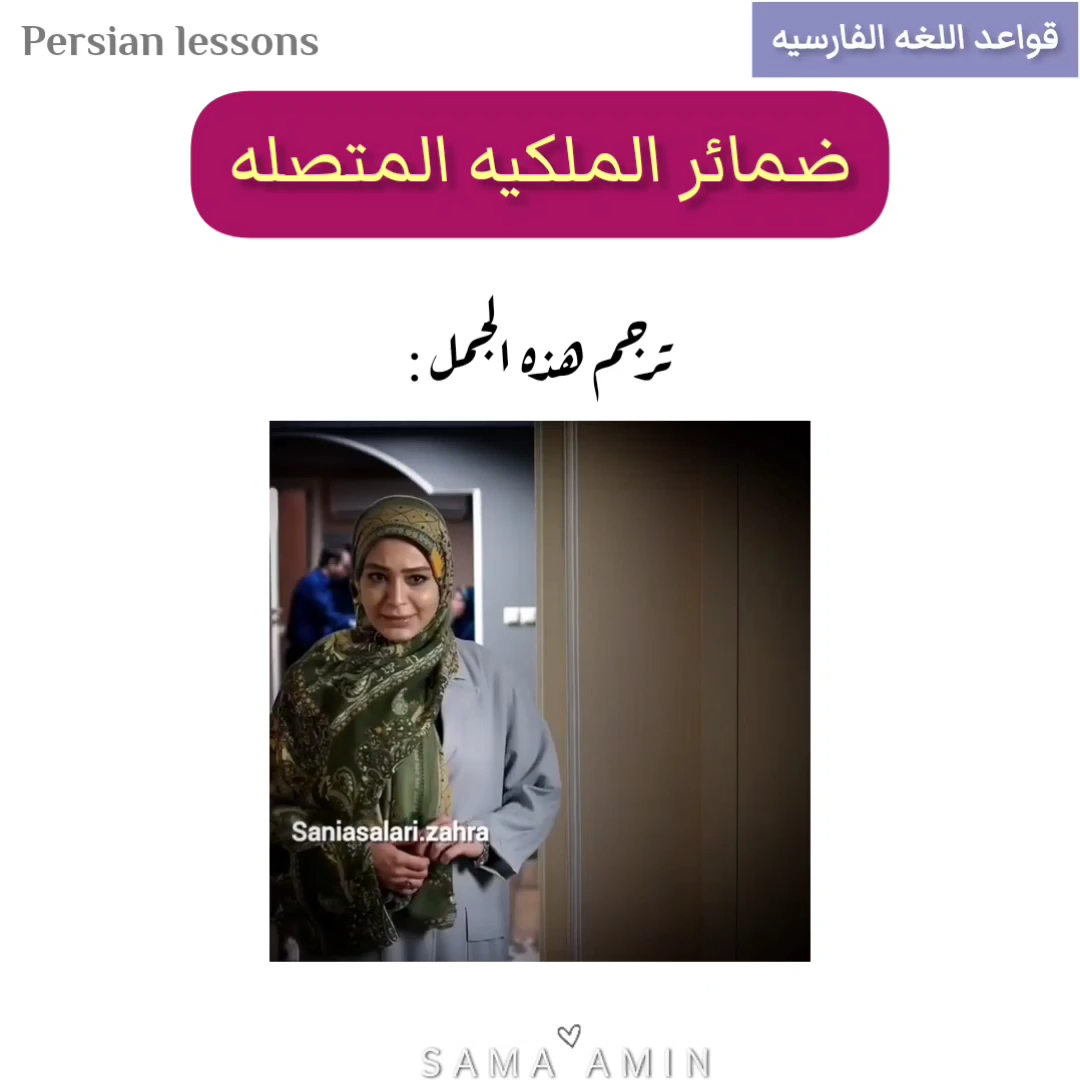 Persian lessons
قواعد اللغه الفارسيه
ضمائر الملكيه المتصله
ترجم هذه الجمل :
Saniasalari.zahra
SAMA AMIN